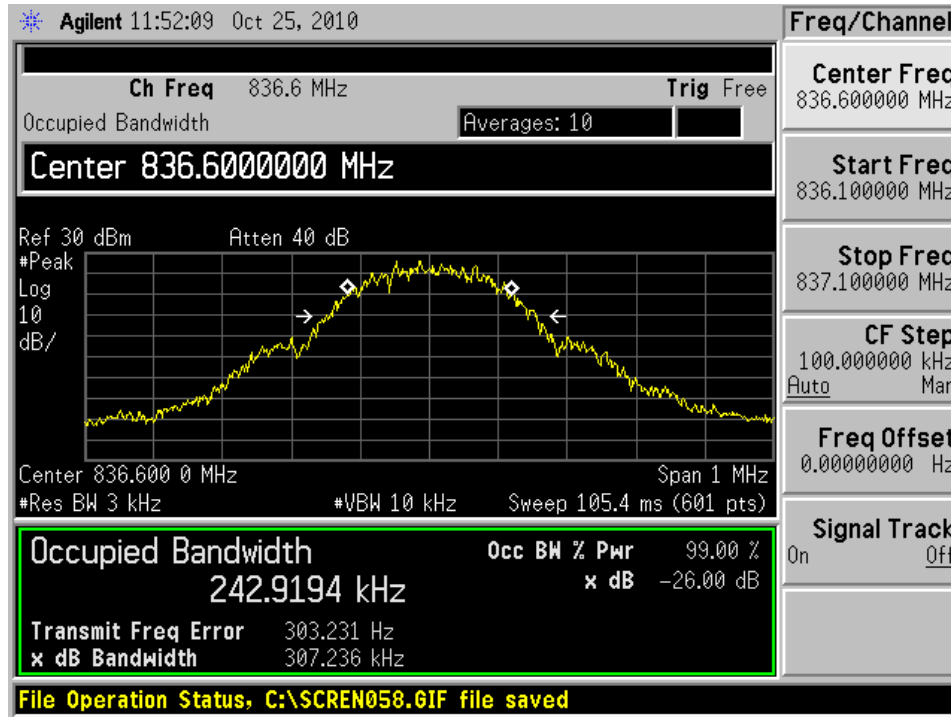 Agilent 11:52:09 Oct 25, 2010
Freq/Channel
Ch Freq 836.6 MHz Trig Free
Occupied Bandwidth Averages: 10
Center 836.6000000 MHz
Ref 30 dBm Atten 40 dB
#Peak
Log
10
dB/
Center 836.600 0 MHz Span 1 MHz
#Res BW 3 kHz #VBW 10 kHz Sweep 105.4 ms (601 pts)
Occupied Bandwidth Occ BW % Pwr 99.00 %
242.9194 kHz x dB -26.00 dB
Transmit Freq Error 303.231 Hz
x dB Bandwidth 307.236 kHz
Center Freq
836.600000 MHz
Start Freq
836.100000 MHz
Stop Freq
837.100000 MHz
CF Step
100.000000 kHz
Auto Man
Freq Offset
0.00000000 Hz
Signal Track
On Off
File Operation Status, C:\SCREN058.GIF file saved